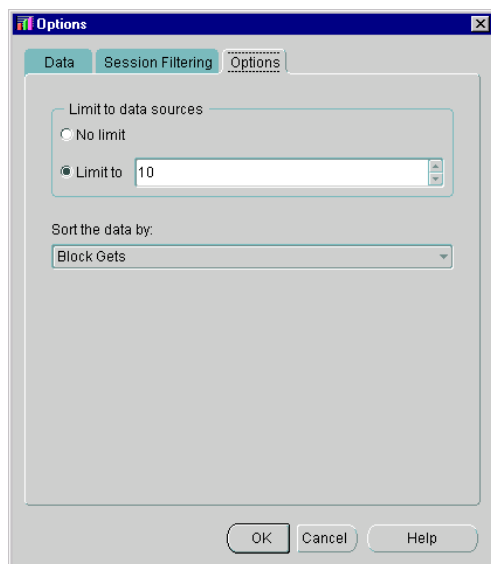 Options
Data Session Filtering Options
Limit to data sources
No limit
Limit to 10
Sort the data by:
Block Gets
OK Cancel Help